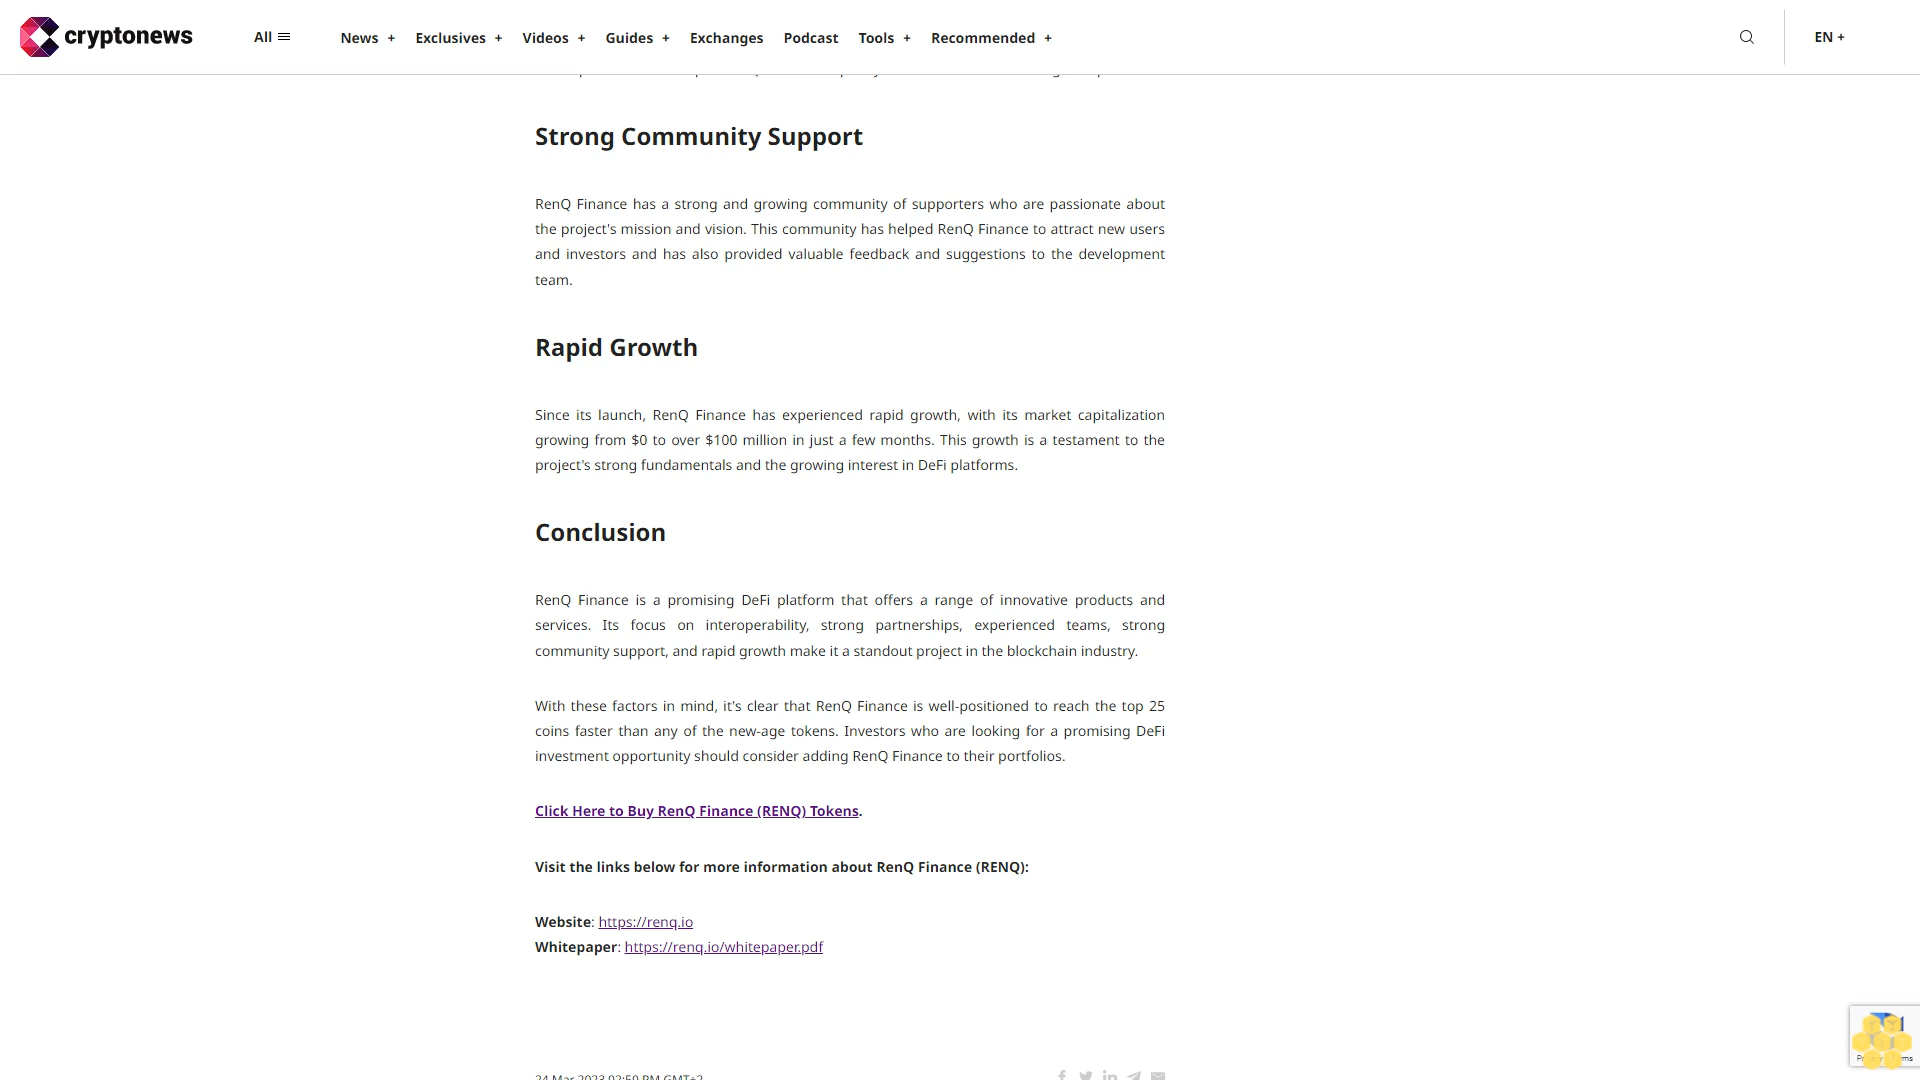 cryptonews
All
News +
Exclusives +
Videos +
Guides +
Exchanges
Podcast
Tools +
Recommended +
EN +
Strong Community Support
RenQ Finance has a strong and growing community of supporters who are passionate about
the project's mission and vision. This community has helped RenQ Finance to attract new users
and investors and has also provided valuable feedback and suggestions to the development
team.
Rapid Growth
Since its launch, RenQ Finance has experienced rapid growth, with its market capitalization
growing from $0 to over $100 million in just a few months. This growth is a testament to the
project's strong fundamentals and the growing interest in DeFi platforms.
Conclusion
RenQ Finance is a promising DeFi platform that offers a range of innovative products and
services. Its focus on interoperability, strong partnerships, experienced teams, strong
community support, and rapid growth make it a standout project in the blockchain industry.
With these factors in mind, it's clear that RenQ Finance is well-positioned to reach the top 25
coins faster than any of the new-age tokens. Investors who are looking for a promising DeFi
investment opportunity should consider adding RenQ Finance to their portfolios.
Click Here to Buy RenQ Finance (RENQ) Tokens.
Visit the links below for more information about RenQ Finance (RENQ):
Website: https://renq.io
Whitepaper: https://renq.io/whitepaper.pdf
24 Mar 2023 02:50 PM GMT+2